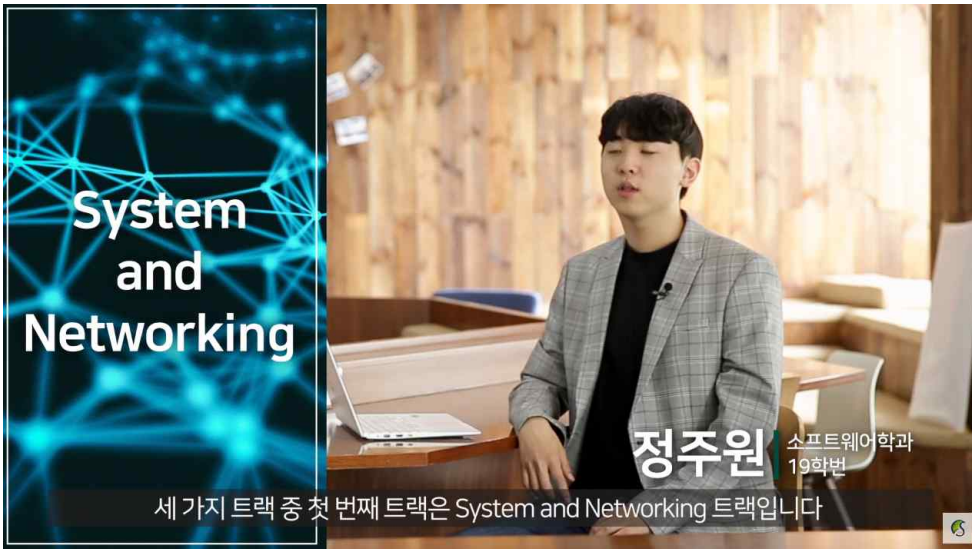 System
and
Networking
정주원
소프트웨어학과
19학번
세 가지 트랙 중 첫 번째 트랙은 System and Networking 트랙입니다